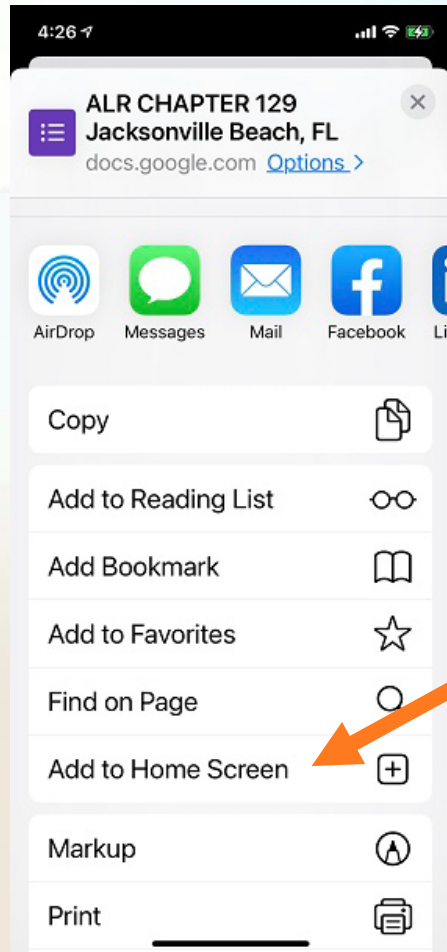 4:26
ALR CHAPTER 129
Jacksonville Beach, FL
docs.google.com Options >
AirDrop Messages Mail Facebook Li
Copy
Add to Reading List
Add Bookmark
Add to Favorites
Find on Page
Add to Home Screen
Markup
Print